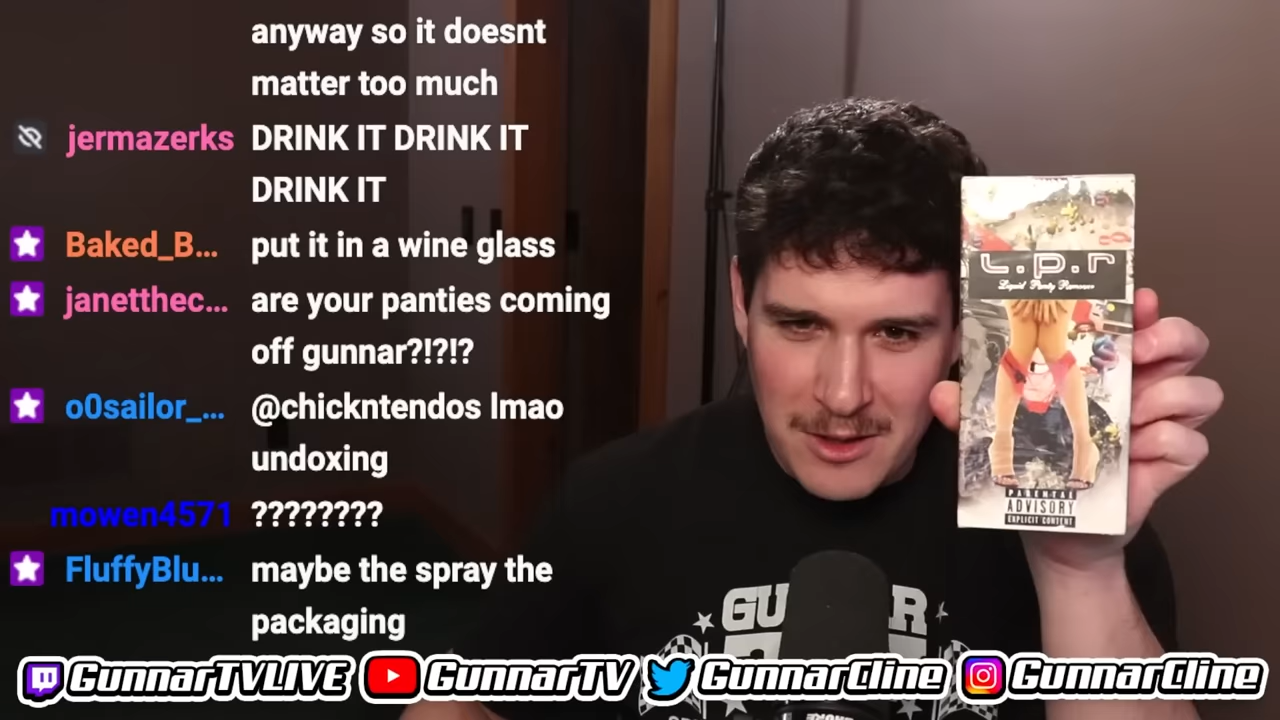 anyway so it doesnt
matter too much
jermazerks DRINK IT DRINK IT
DRINK IT
Baked_B... put it in a wine glass
janetthec... are your panties coming
off gunnar?!?!?
o0sailor_... @chickntendos lmao
undoxing
mowen4571 ????????
FluffyBlu... maybe the spray the
packaging
L.p.r
Liquid Panty Remover
PARENTAL
ADVISORY
EXPLICIT CONTENT
GunnarTVLIVE GunnarTV GunnarCline GunnarCline